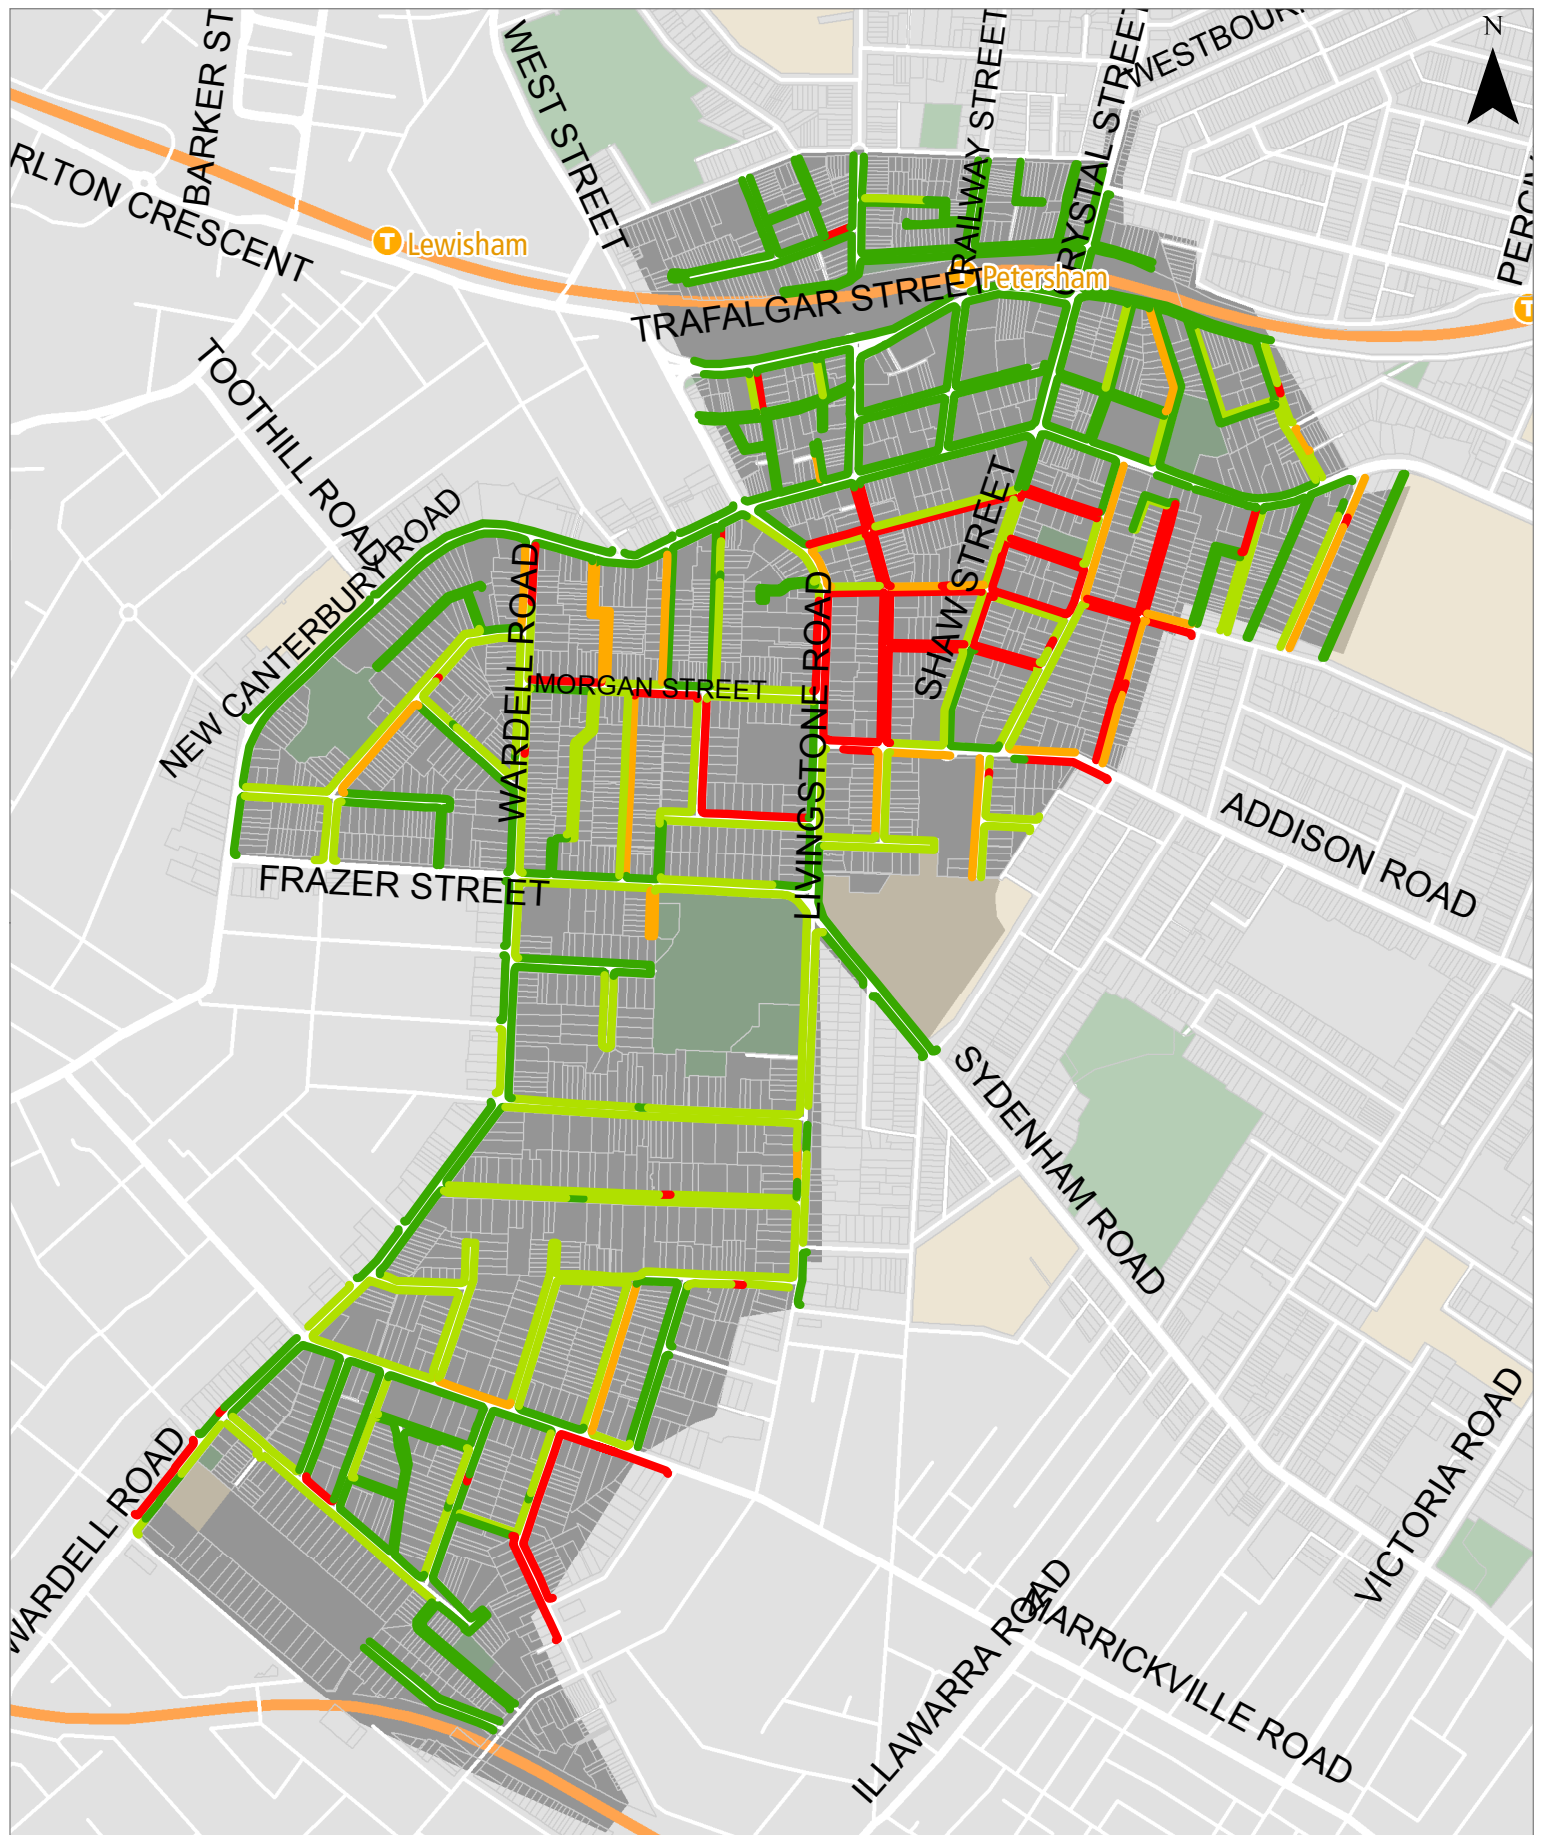 N
BARKER ST
WEST STREET
RAILWAY STREET
CRYSTAL STREET
WESTBOUR
RLTON CRESCENT
Lewisham
T
Petersham
PERCIV
TRAFALGAR STREET
T
TOOTHILL ROAD
NEW CANTERBURY ROAD
WARDELL ROAD
MORGAN STREET
LIVINGSTONE ROAD
SHAW STREET
ADDISON ROAD
FRAZER STREET
SYDENHAM ROAD
VICTORIA ROAD
WARDELL ROAD
ILLAWARRA ROAD
MARRICKVILLE ROAD